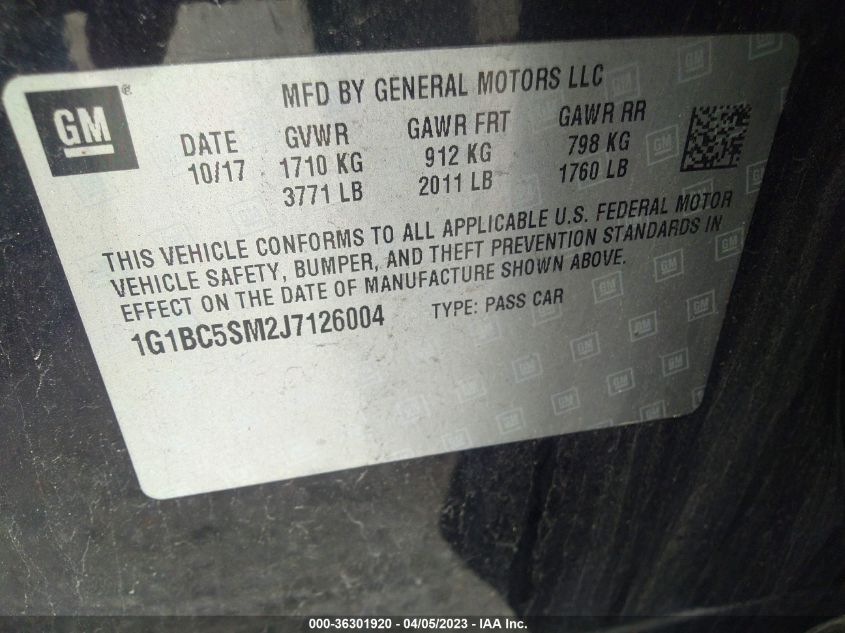 GM®
MFD BY GENERAL MOTORS LLC
DATE GVWR GAWR FRT GAWR RR
10/17 1710 KG 912 KG 798 KG
3771 LB 2011 LB 1760 LB
THIS VEHICLE CONFORMS TO ALL APPLICABLE U.S. FEDERAL MOTOR
VEHICLE SAFETY, BUMPER, AND THEFT PREVENTION STANDARDS IN
EFFECT ON THE DATE OF MANUFACTURE SHOWN ABOVE.
1G1BC5SM2J7126004 TYPE: PASS CAR
000-36301920 - 04/05/2023 - IAA Inc.